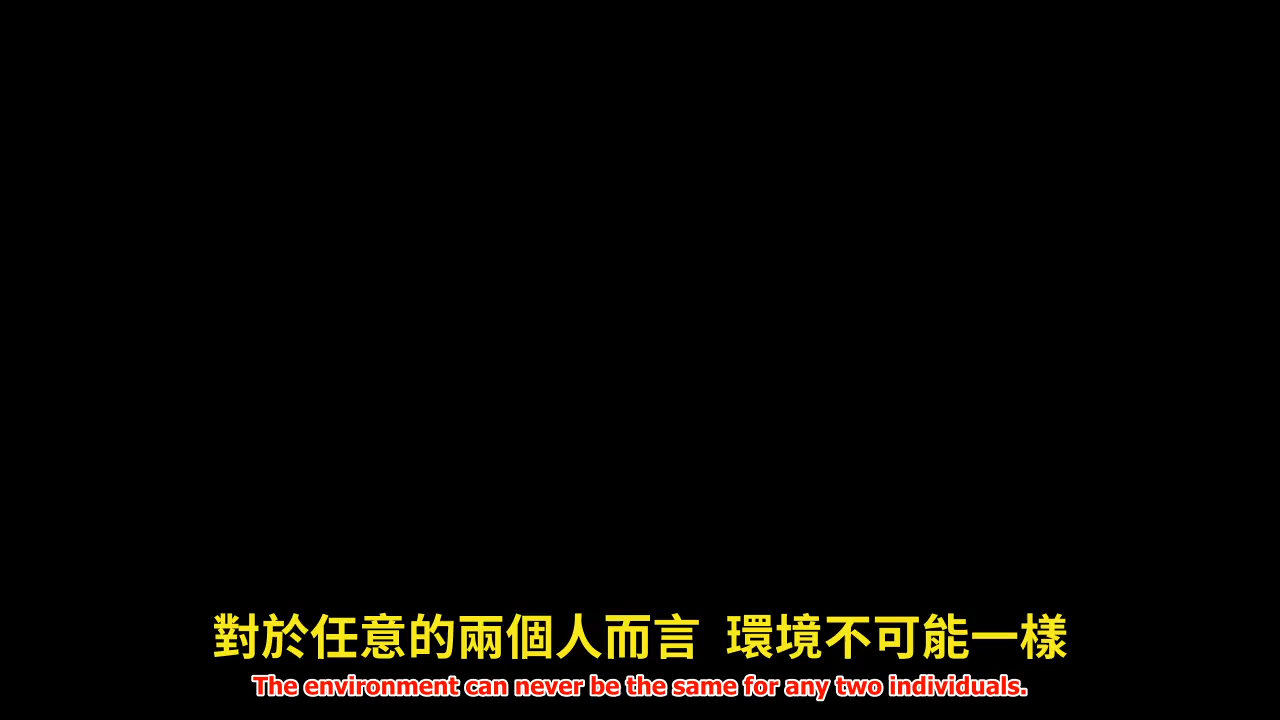 對於任意的兩個人而言 環境不可能一樣
The environment can never be the same for any two individuals.